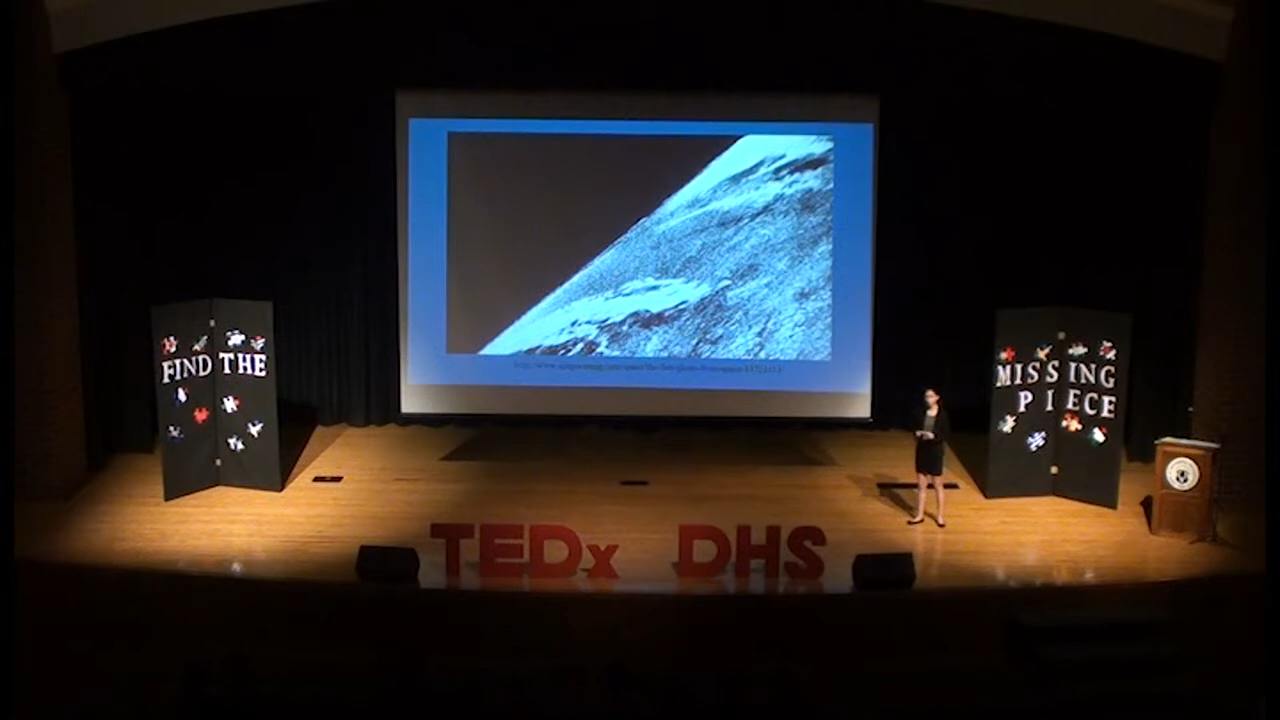 FIND THE
MISSING
PIECE
TEDx DHS